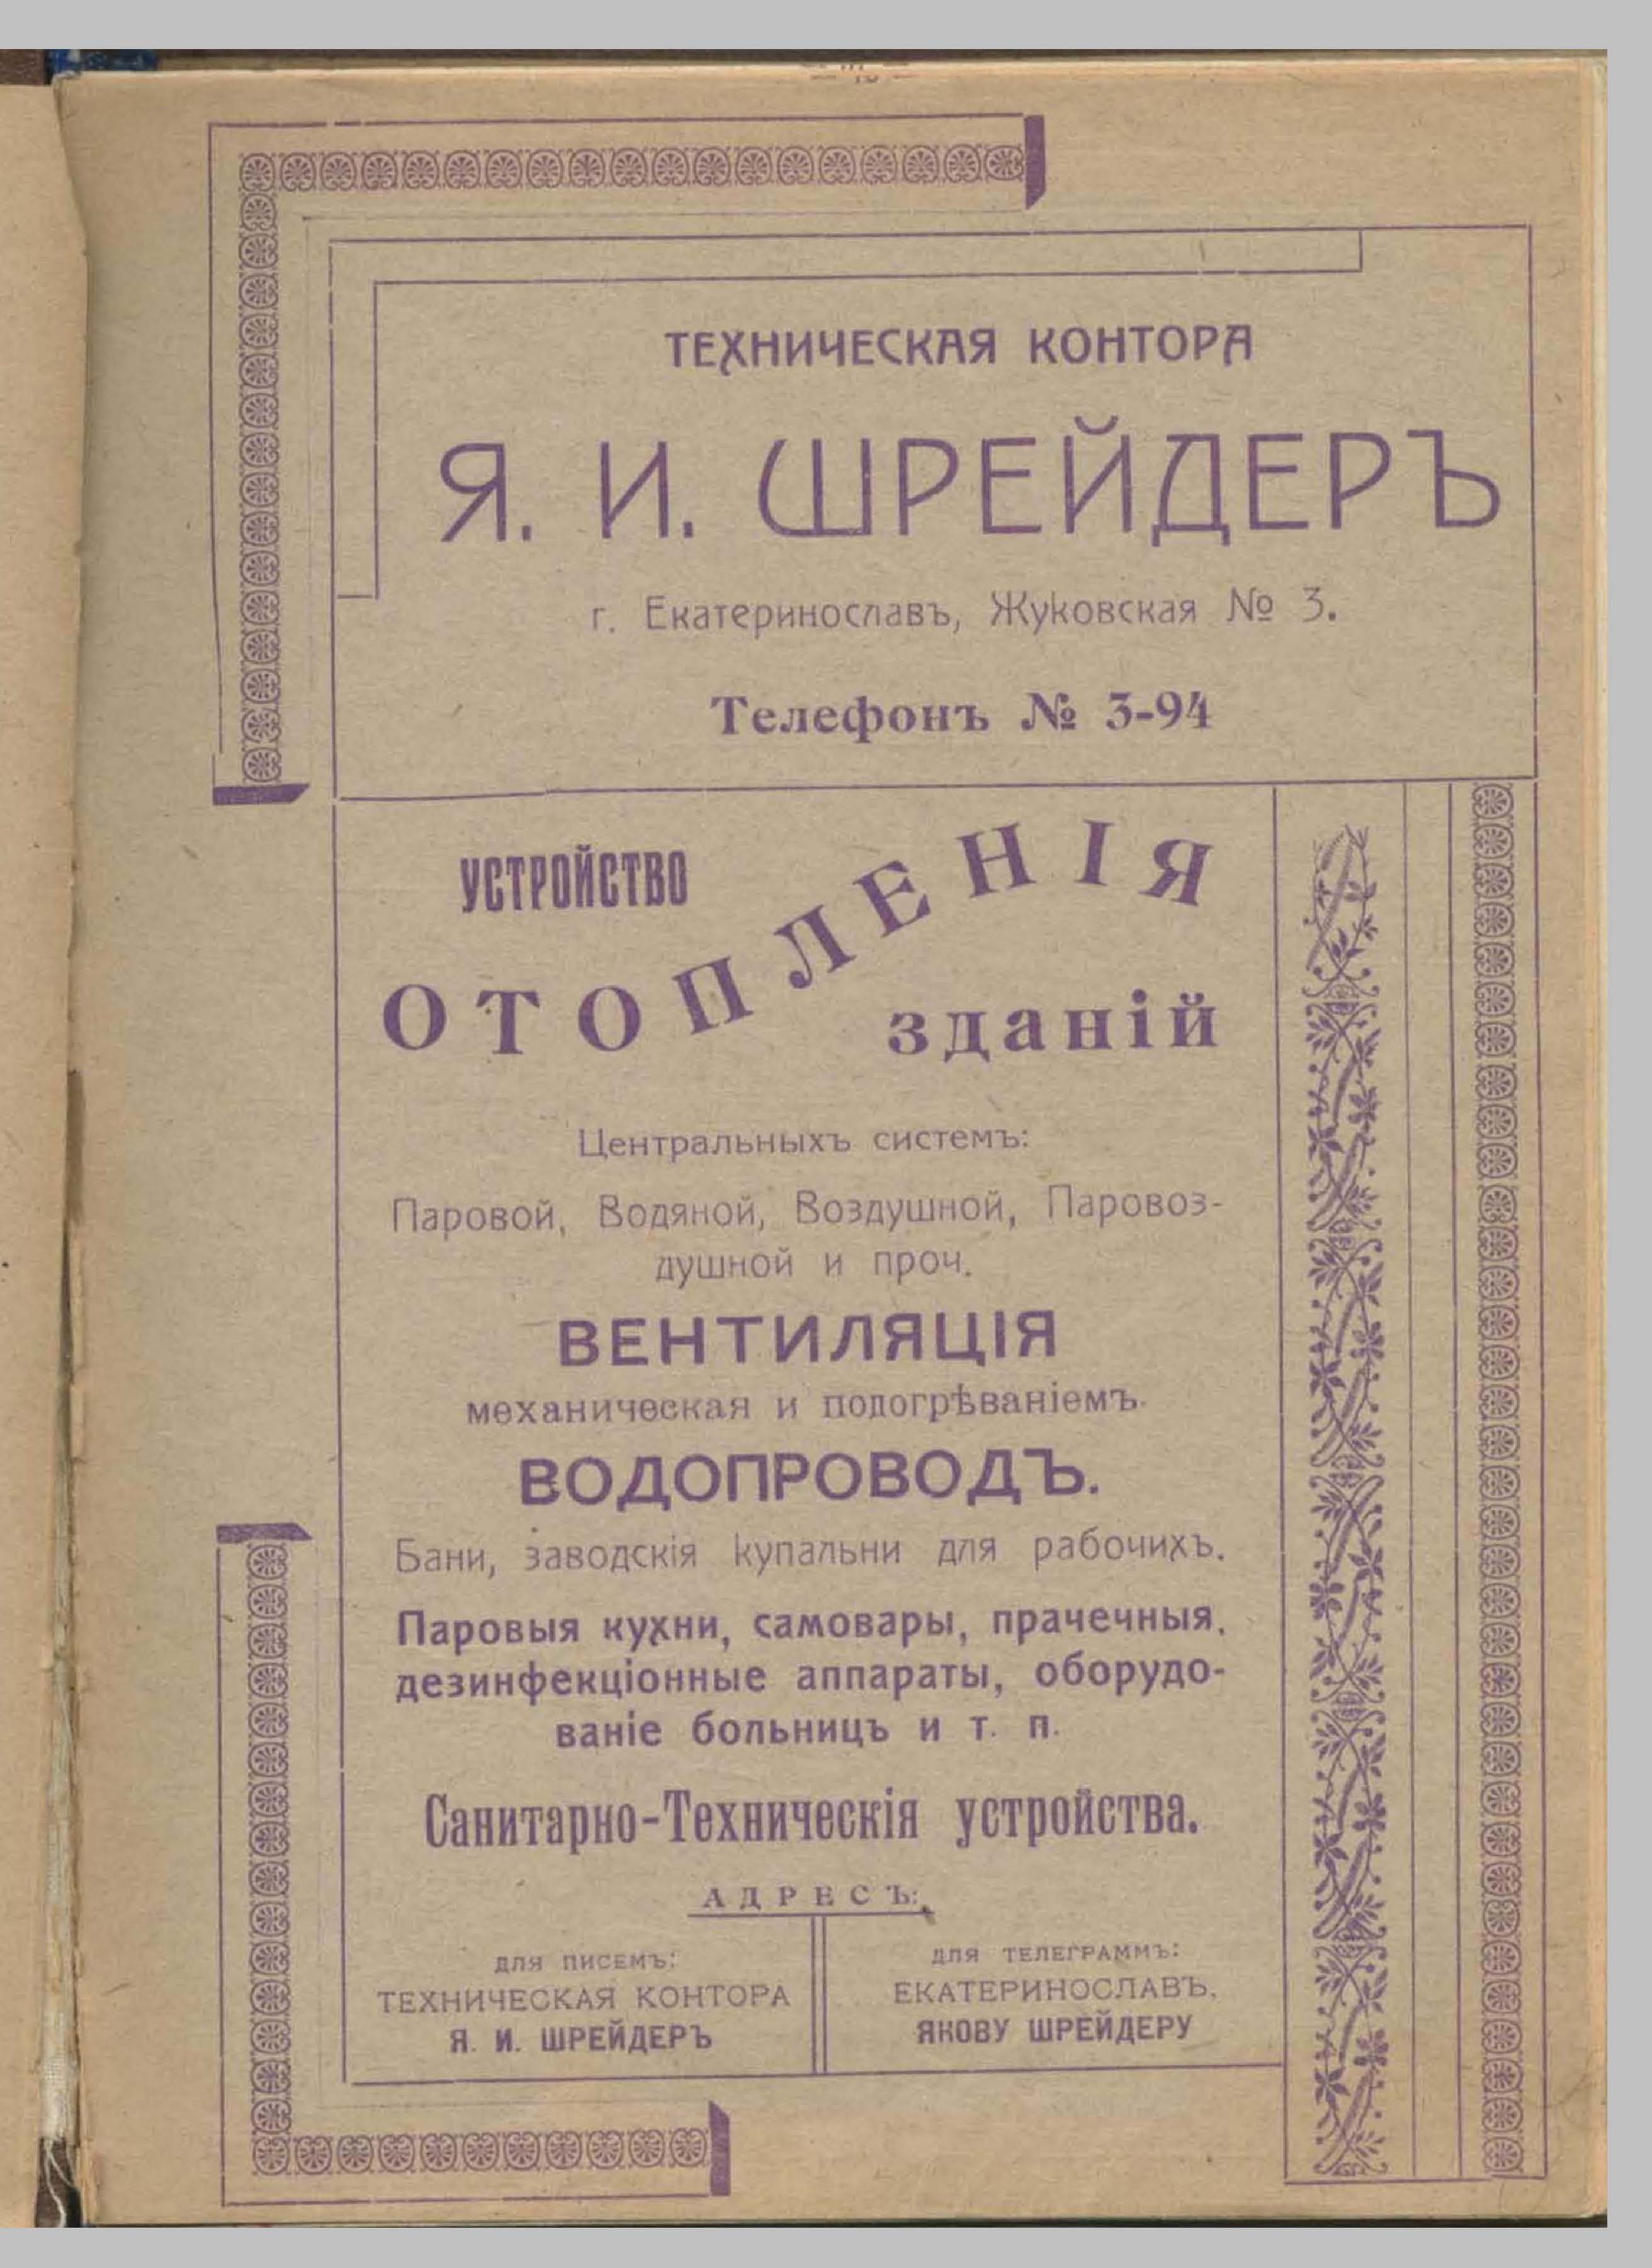 ТЕХНИЧЕСКАЯ КОНТОРА
Я. И. ШРЕЙДЕРЪ
г. Екатеринославъ, Жуковская № 3.
Телефонъ № 3-94
УСТРОЙСТВО
ОТОПЛЕНІЯ
зданій
Центральныхъ системъ:
Паровой, Водяной, Воздушной, Паровоз-
душной и проч.
ВЕНТИЛЯЦІЯ
механическая и подогрѣваніемъ.
ВОДОПРОВОДЪ.
Бани, заводскія купальни для рабочихъ.
Паровыя кухни, самовары, прачечныя,
дезинфекціонные аппараты, оборудо-
ваніе больницъ и т. п.
Санитарно-Техническія устройства.
АДРЕСЪ:
ДЛЯ ПИСЕМЪ:
ТЕХНИЧЕСКАЯ КОНТОРА
Я. И. ШРЕЙДЕРЪ
ДЛЯ ТЕЛЕГРАММЪ:
ЕКАТЕРИНОСЛАВЪ,
ЯКОВУ ШРЕЙДЕРУ